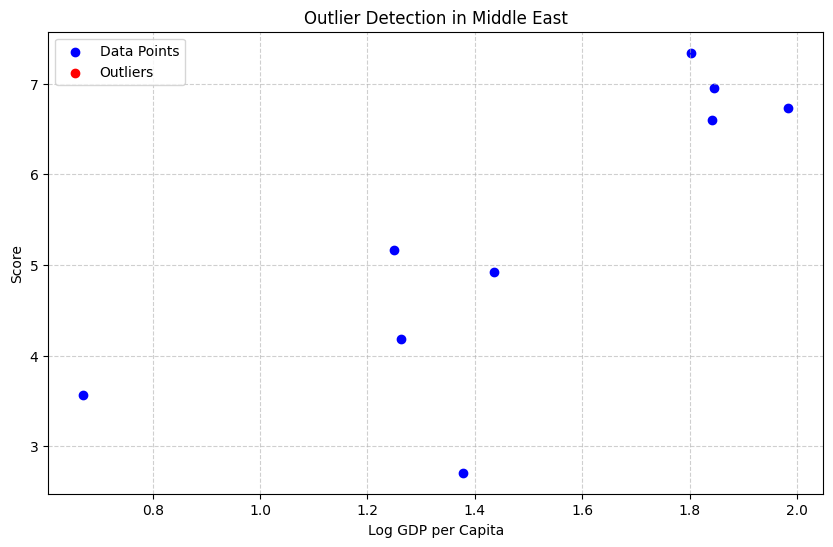 Outlier Detection in Middle East
Data Points
Outliers
7
6
5
4
3
Score
0.8 1.0 1.2 1.4 1.6 1.8 2.0
Log GDP per Capita